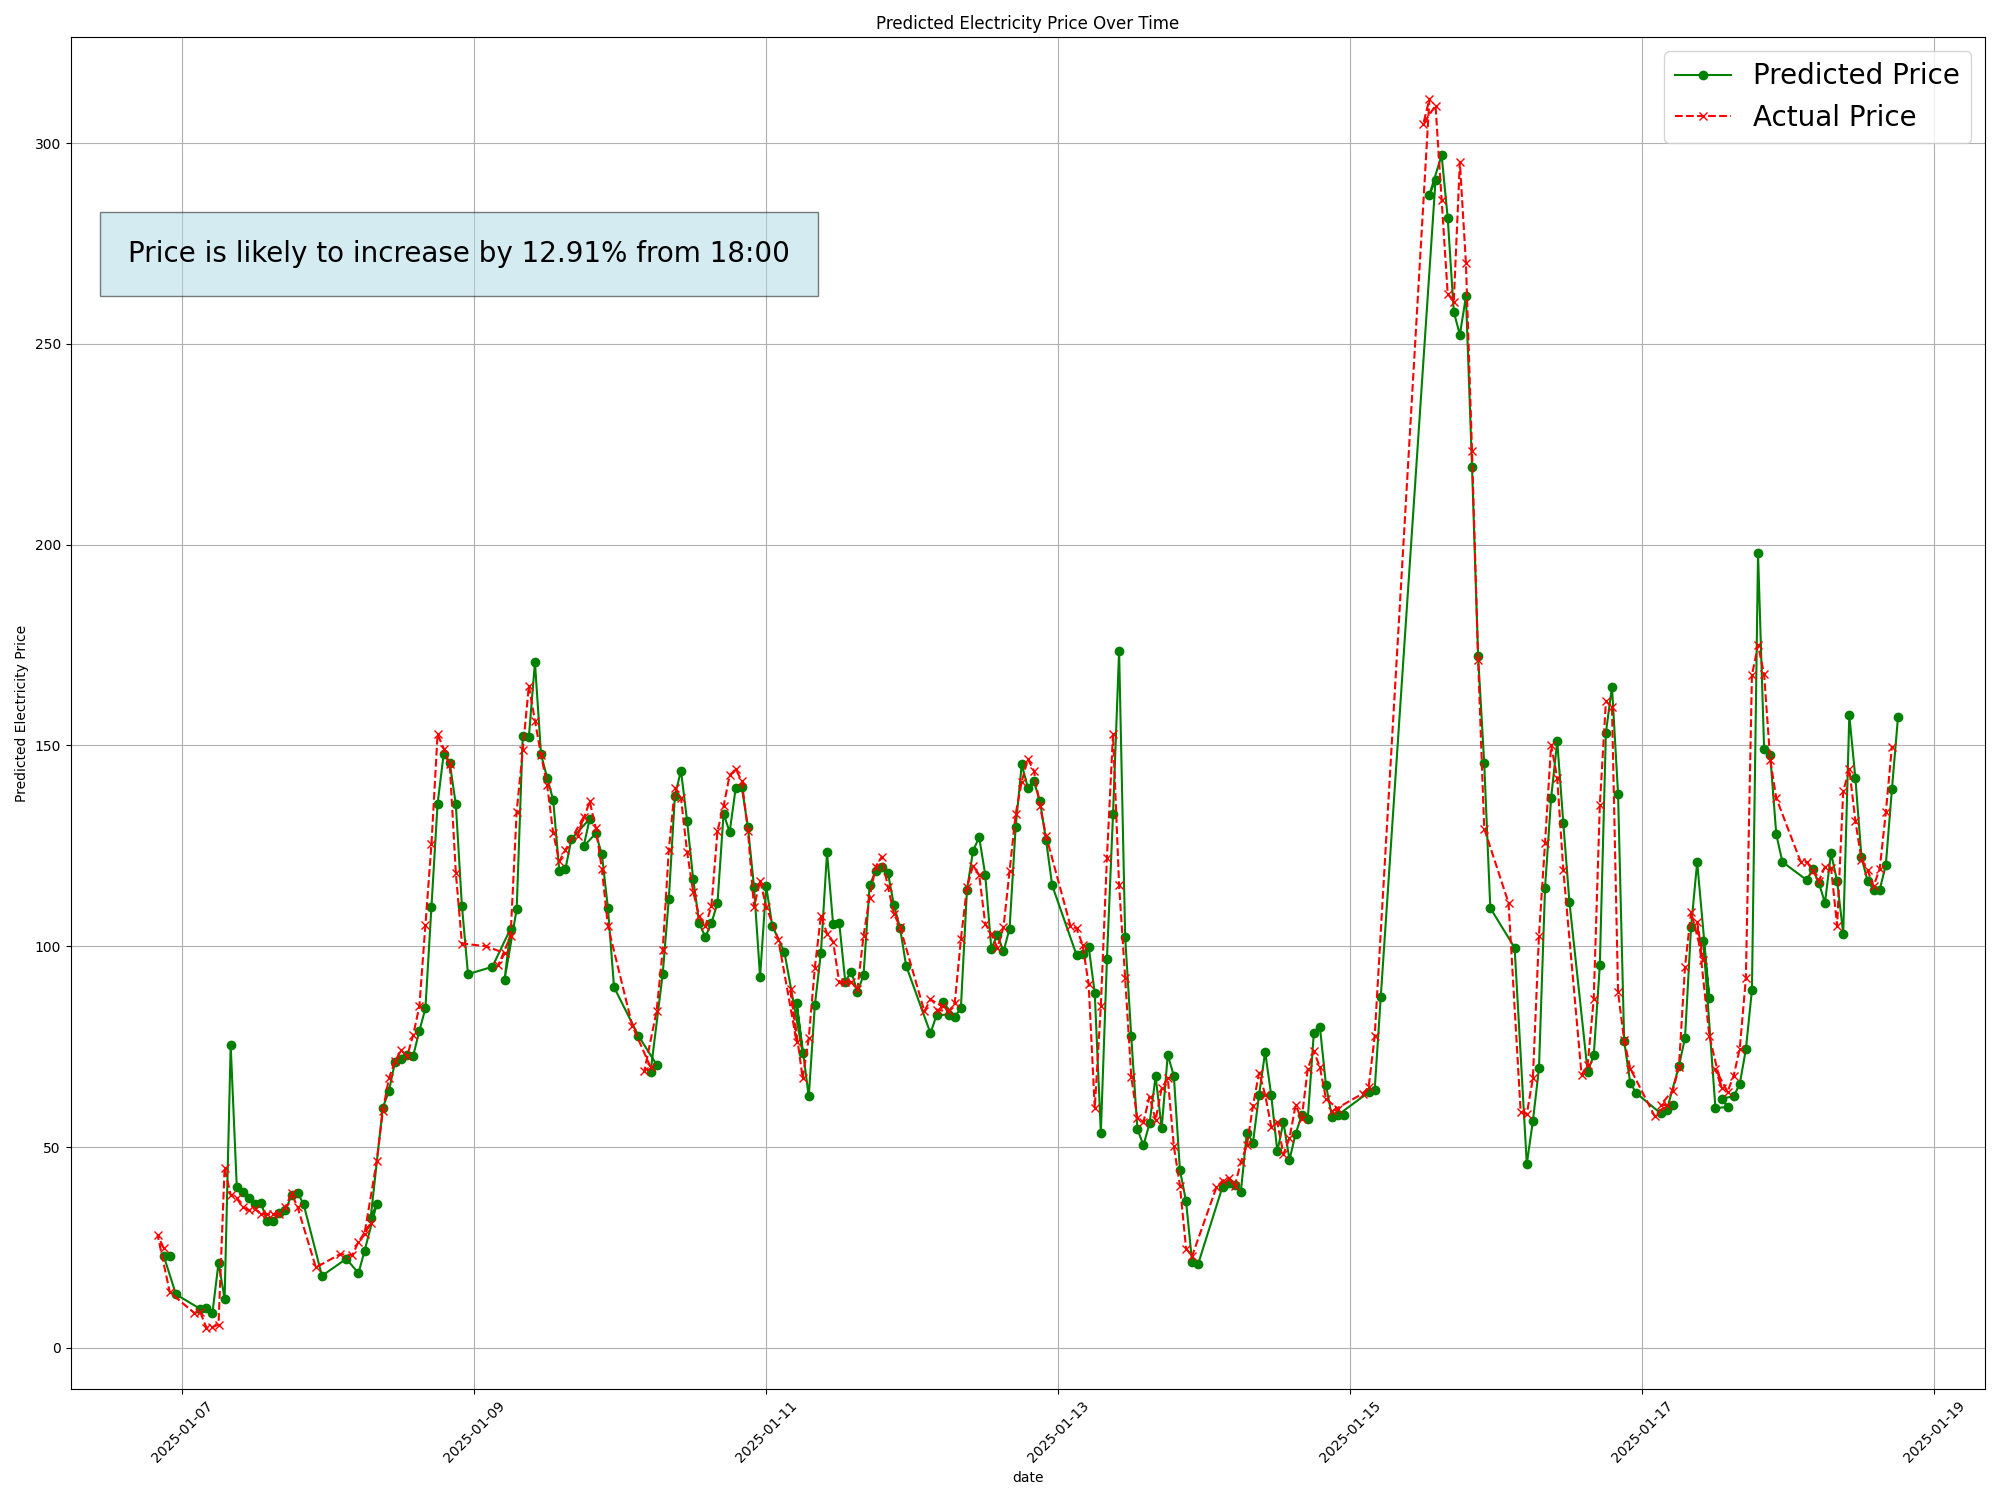 Predicted Electricity Price Over Time
Predicted Price
Actual Price
Price is likely to increase by 12.91% from 18:00
Predicted Electricity Price
300
250
200
150
100
50
0
2025-01-07
2025-01-09
2025-01-11
2025-01-13
2025-01-15
2025-01-17
2025-01-19
date